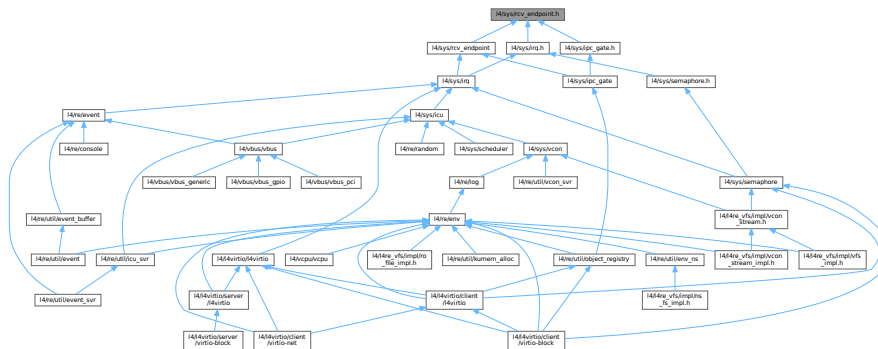 l4/sys/rcv_endpoint.h
l4/sys/rcv_endpoint
l4/sys/irq.h
l4/sys/ipc_gate.h
l4/sys/irq
l4/sys/ipc_gate
l4/sys/semaphore.h
l4/re/event
l4/sys/icu
l4/re/console
l4/vbus/vbus
l4/re/random
l4/sys/scheduler
l4/sys/vcon
l4/vbus/vbus_generic
l4/vbus/vbus_gpio
l4/vbus/vbus_pci
l4/re/log
l4/re/util/vcon_svr
l4/sys/semaphore
l4/re/util/event_buffer
l4/re/env
l4/l4re_vfs/impl/vcon
_stream.h
l4/re/util/event
l4/re/util/icu_svr
l4/l4virtio/l4virtio
l4/vcpu/vcpu
l4/l4re_vfs/impl/ro
_file_impl.h
l4/re/util/kumem_alloc
l4/re/util/object_registry
l4/re/util/env_ns
l4/l4re_vfs/impl/vcon
_stream_impl.h
l4/l4re_vfs/impl/vfs
_impl.h
l4/re/util/event_svr
l4/l4virtio/server
/l4virtio
l4/l4virtio/client
/l4virtio
l4/l4re_vfs/impl/ns
_fs_impl.h
l4/l4virtio/server
/virtio-block
l4/l4virtio/client
/virtio-net
l4/l4virtio/client
/virtio-block